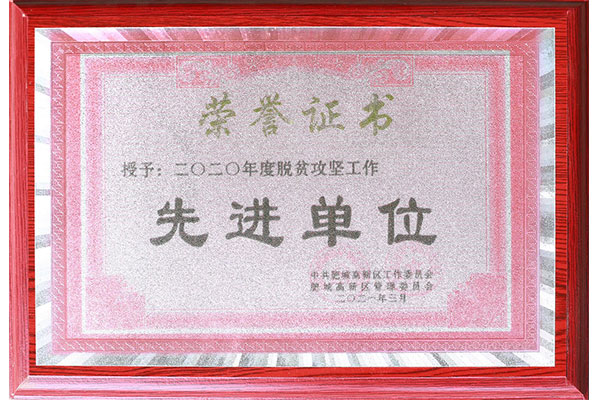 荣誉证书
授予：二〇二〇年度脱贫攻坚工作
先进单位
中共肥城高新区工作委员会
肥城高新区管理委员会
二〇二一年三月